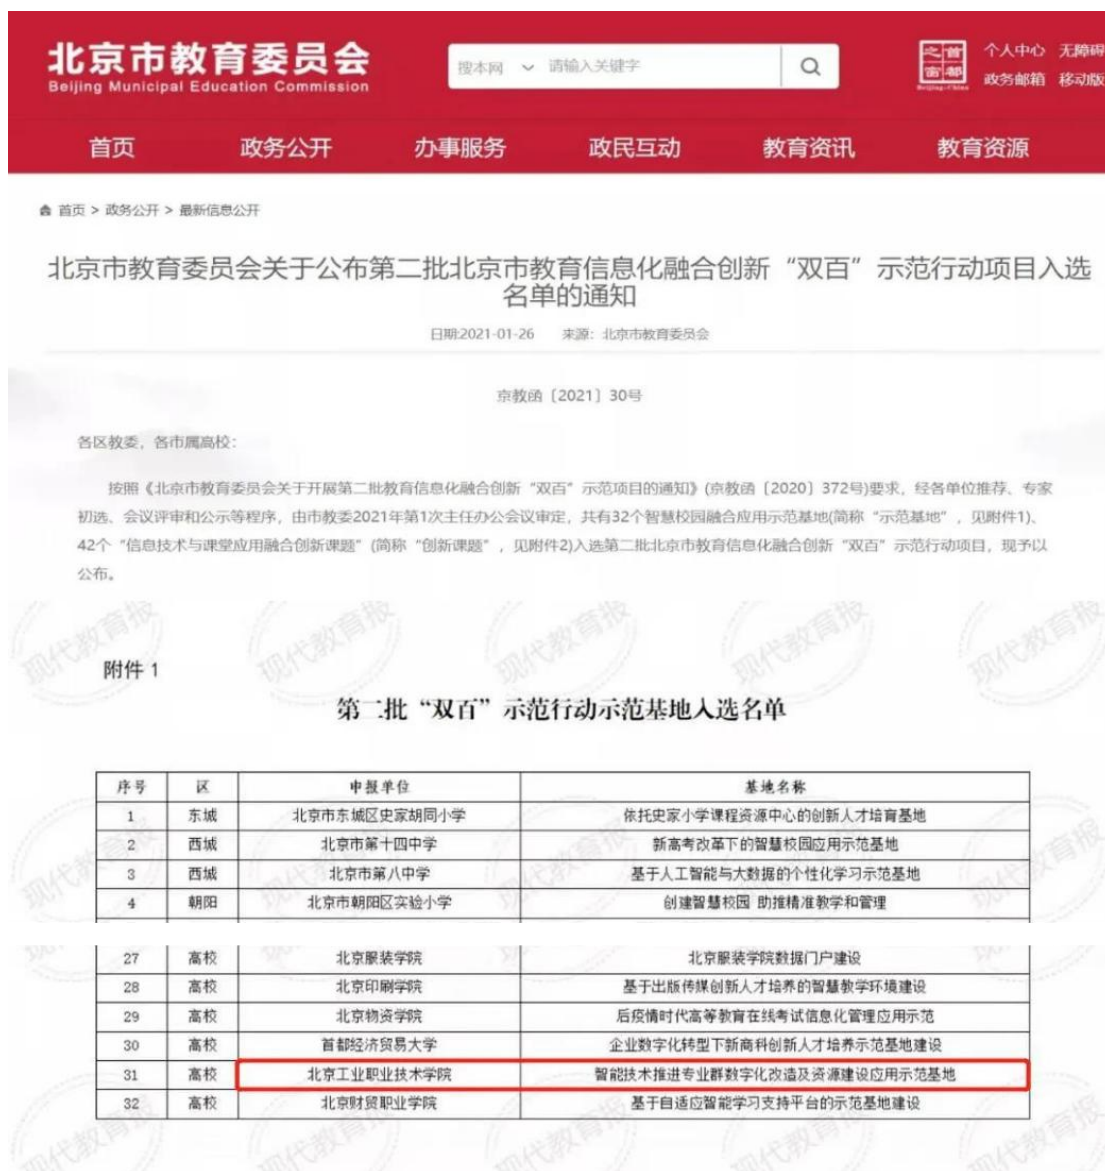 北京市教育委员会
Beijing Municipal Education Commission
搜本网 请输入关键字
首都之窗
Beijing-China
个人中心 无障碍
政务邮箱 移动版
首页 政务公开 办事服务 政民互动 教育资讯 教育资源
首页 > 政务公开 > 最新信息公开
北京市教育委员会关于公布第二批北京市教育信息化融合创新“双百”示范行动项目入选
名单的通知
日期:2021-01-26 来源: 北京市教育委员会
京教函〔2021〕30号
各区教委，各市属高校：
按照《北京市教育委员会关于开展第二批教育信息化融合创新“双百”示范项目的通知》(京教函〔2020〕372号)要求，经各单位推荐、专家
初选、会议评审和公示等程序，由市教委2021年第1次主任办公会议审定，共有32个智慧校园融合应用示范基地(简称“示范基地”，见附件1)、
42个“信息技术与课堂应用融合创新课题”(简称“创新课题”，见附件2)入选第二批北京市教育信息化融合创新“双百”示范行动项目，现予以
公布。
附件 1
第二批“双百”示范行动示范基地入选名单
序号 区 申报单位 基地名称
1 东城 北京市东城区史家胡同小学 依托史家小学课程资源中心的创新人才培育基地
2 西城 北京市第十四中学 新高考改革下的智慧校园应用示范基地
3 西城 北京市第八中学 基于人工智能与大数据的个性化学习示范基地
4 朝阳 北京市朝阳区实验小学 创建智慧校园 助推精准教学和管理
27 高校 北京服装学院 北京服装学院数据门户建设
28 高校 北京印刷学院 基于出版传媒创新人才培养的智慧教学环境建设
29 高校 北京物资学院 后疫情时代高等教育在线考试信息化管理应用示范
30 高校 首都经济贸易大学 企业数字化转型下新商科创新人才培养示范基地建设
31 高校 北京工业职业技术学院 智能技术推进专业群数字化改造及资源建设应用示范基地
32 高校 北京财贸职业学院 基于自适应智能学习支持平台的示范基地建设
现代教育报